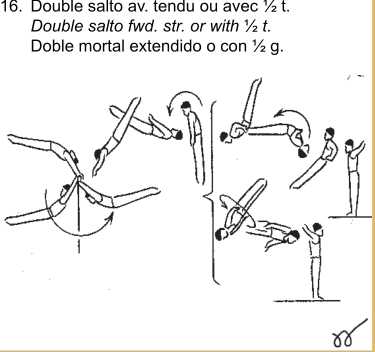 16. Double salto av. tendu ou avec ½ t.
Double salto fwd. str. or with ½ t.
Doble mortal extendido o con ½ g.